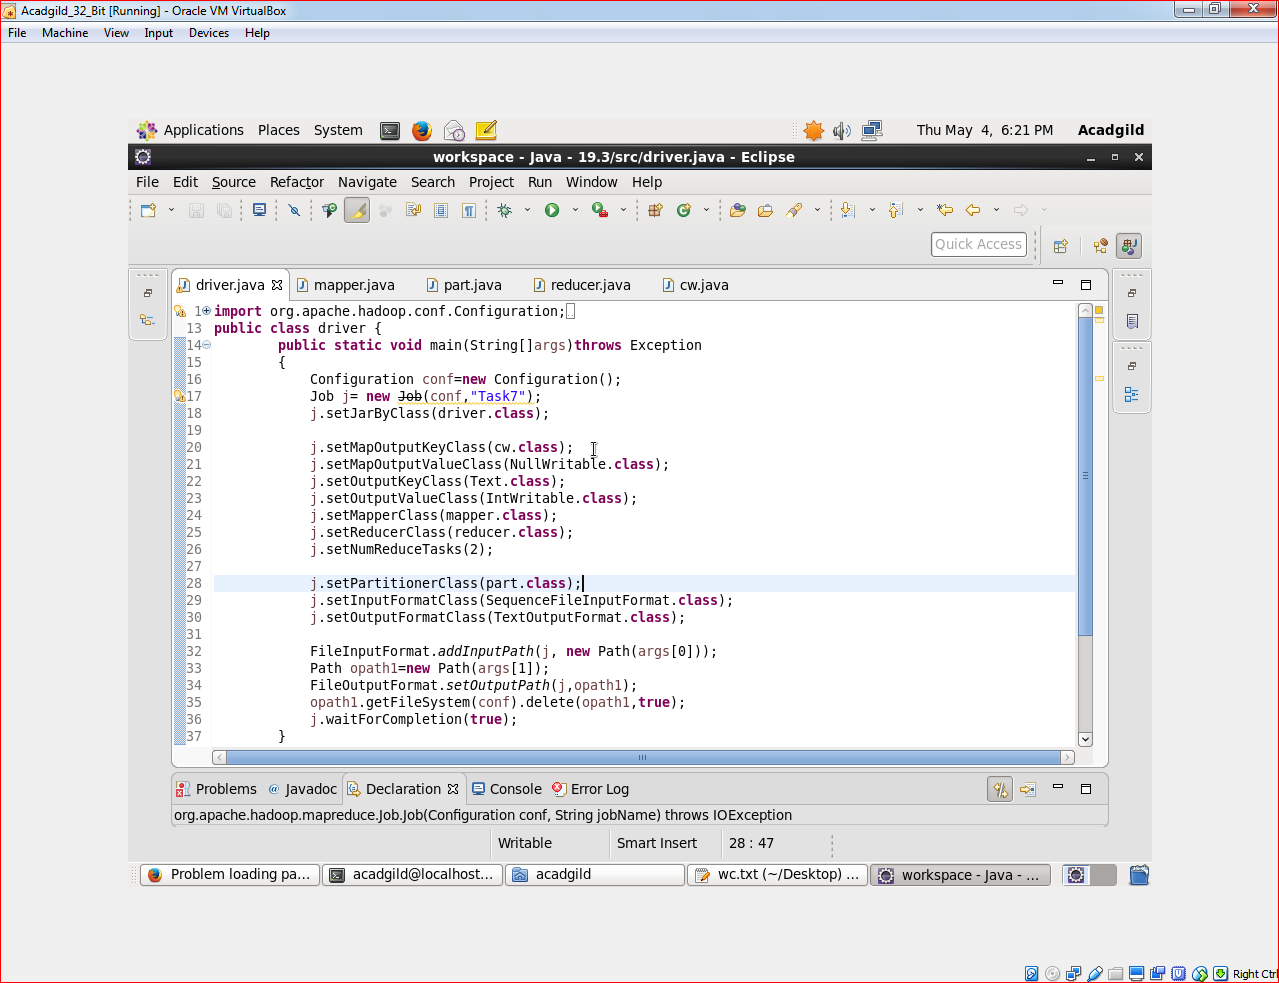 Acadgild_32_Bit [Running] - Oracle VM VirtualBox
File Machine View Input Devices Help
Applications Places System Thu May 4, 6:21 PM Acadgild
workspace - Java - 19.3/src/driver.java - Eclipse
File Edit Source Refactor Navigate Search Project Run Window Help
Quick Access
driver.java mapper.java part.java reducer.java cw.java
1 import org.apache.hadoop.conf.Configuration;
13 public class driver {
14 public static void main(String[]args)throws Exception
15 {
16 Configuration conf=new Configuration();
17 Job j= new Job(conf,"Task7");
18 j.setJarByClass(driver.class);
19
20 j.setMapOutputKeyClass(cw.class);
21 j.setMapOutputValueClass(NullWritable.class);
22 j.setOutputKeyClass(Text.class);
23 j.setOutputValueClass(IntWritable.class);
24 j.setMapperClass(mapper.class);
25 j.setReducerClass(reducer.class);
26 j.setNumReduceTasks(2);
27
28 j.setPartitionerClass(part.class);
29 j.setInputFormatClass(SequenceFileInputFormat.class);
30 j.setOutputFormatClass(TextOutputFormat.class);
31
32 FileInputFormat.addInputPath(j, new Path(args[0]));
33 Path opath1=new Path(args[1]);
34 FileOutputFormat.setOutputPath(j,opath1);
35 opath1.getFileSystem(conf).delete(opath1,true);
36 j.waitForCompletion(true);
37 }
Problems @ Javadoc Declaration Console Error Log
org.apache.hadoop.mapreduce.Job.Job(Configuration conf, String jobName) throws IOException
Writable Smart Insert 28 : 47
Problem loading pa... acadgild@localhost... acadgild wc.txt (~/Desktop) ... workspace - Java - ...
Right Ctrl